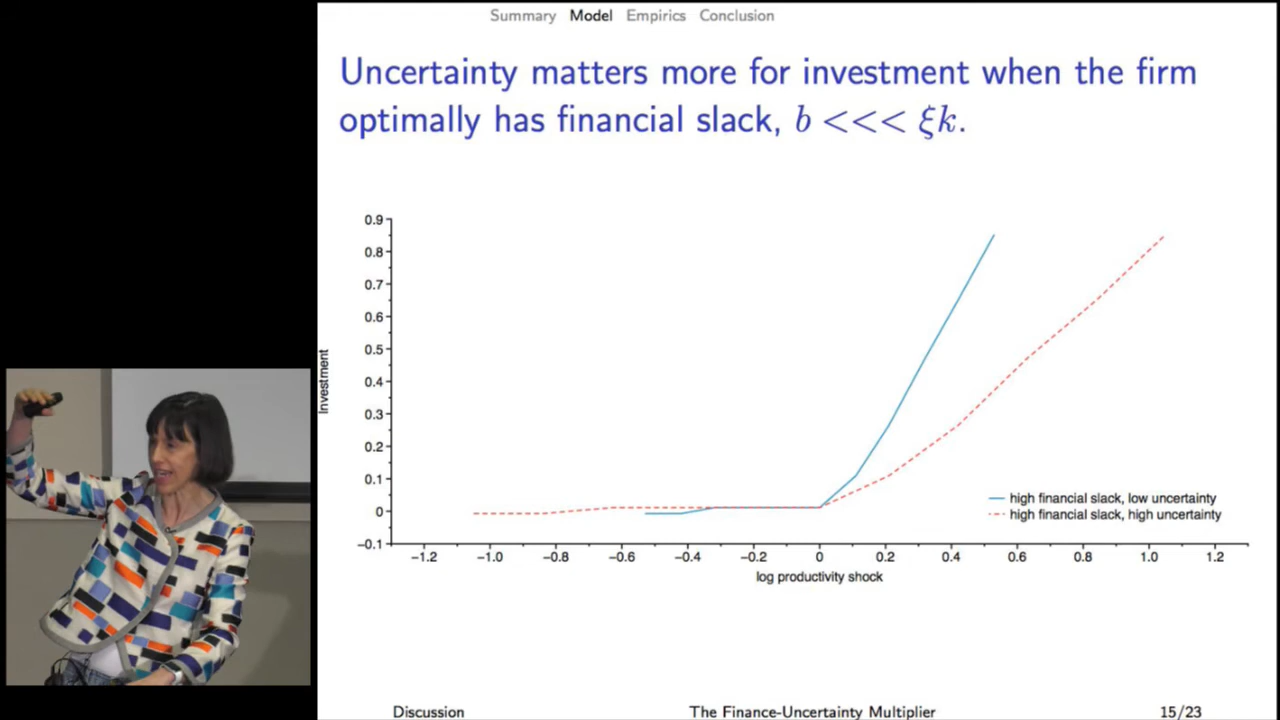 Summary Model Empirics Conclusion
Uncertainty matters more for investment when the firm
optimally has financial slack, b <<< ξk.
0.9
0.8
0.7
0.6
0.5
0.4
0.3
0.2
0.1
0
−0.1
Investment
−1.2 −1.0 −0.8 −0.6 −0.4 −0.2 0 0.2 0.4 0.6 0.8 1.0 1.2
log productivity shock
high financial slack, low uncertainty
high financial slack, high uncertainty
Discussion The Finance-Uncertainty Multiplier 15/23